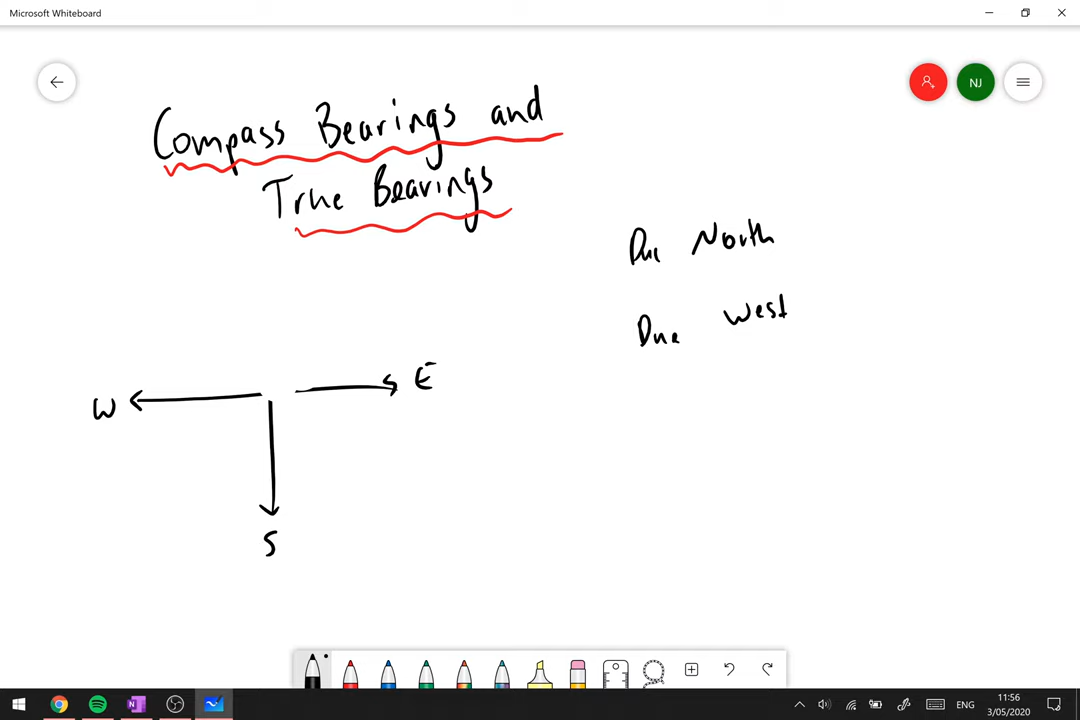 Microsoft Whiteboard
NJ
Compass Bearings and
True Bearings
Due North
Due West
W
E
S
ENG
11:56
3/05/2020